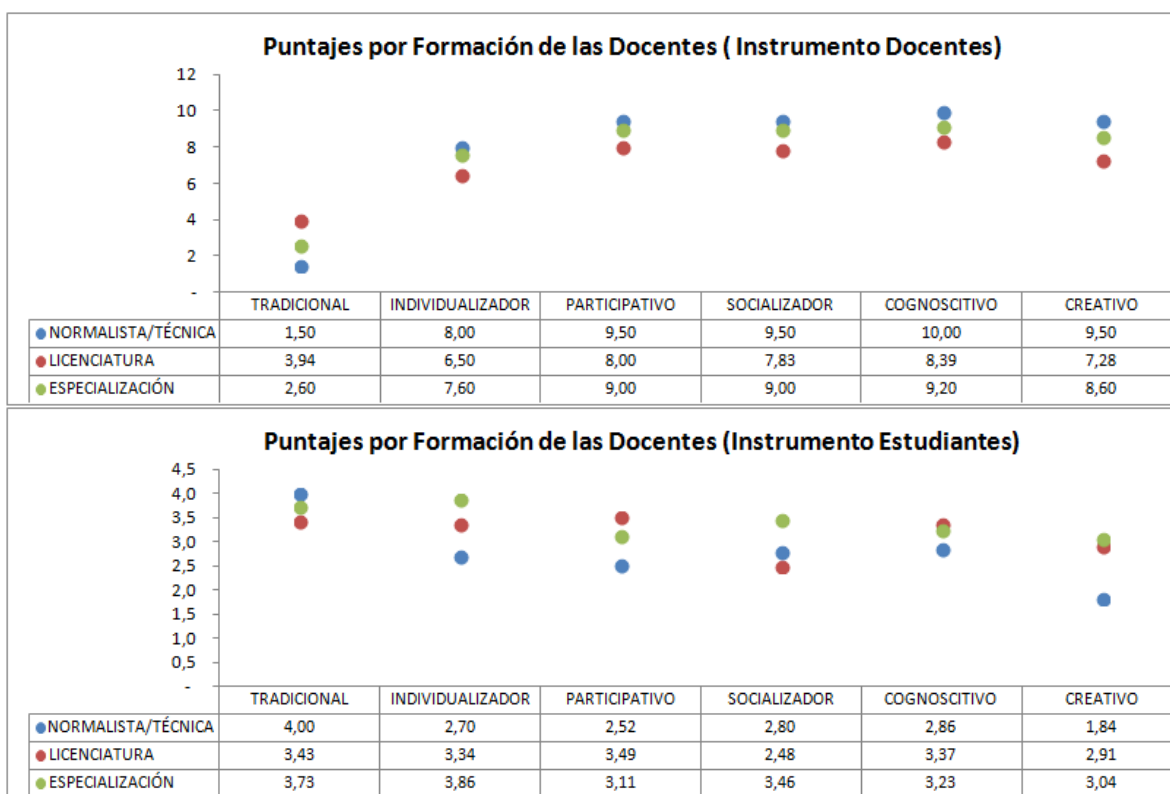 Puntajes por Formación de las Docentes ( Instrumento Docentes)
12
10
8
6
4
2
-
TRADICIONAL INDIVIDUALIZADOR PARTICIPATIVO SOCIALIZADOR COGNOSCITIVO CREATIVO
NORMALISTA/TÉCNICA 1,50 8,00 9,50 9,50 10,00 9,50
LICENCIATURA 3,94 6,50 8,00 7,83 8,39 7,28
ESPECIALIZACIÓN 2,60 7,60 9,00 9,00 9,20 8,60
Puntajes por Formación de las Docentes (Instrumento Estudiantes)
4,5
4,0
3,5
3,0
2,5
2,0
1,5
1,0
0,5
-
TRADICIONAL INDIVIDUALIZADOR PARTICIPATIVO SOCIALIZADOR COGNOSCITIVO CREATIVO
NORMALISTA/TÉCNICA 4,00 2,70 2,52 2,80 2,86 1,84
LICENCIATURA 3,43 3,34 3,49 2,48 3,37 2,91
ESPECIALIZACIÓN 3,73 3,86 3,11 3,46 3,23 3,04